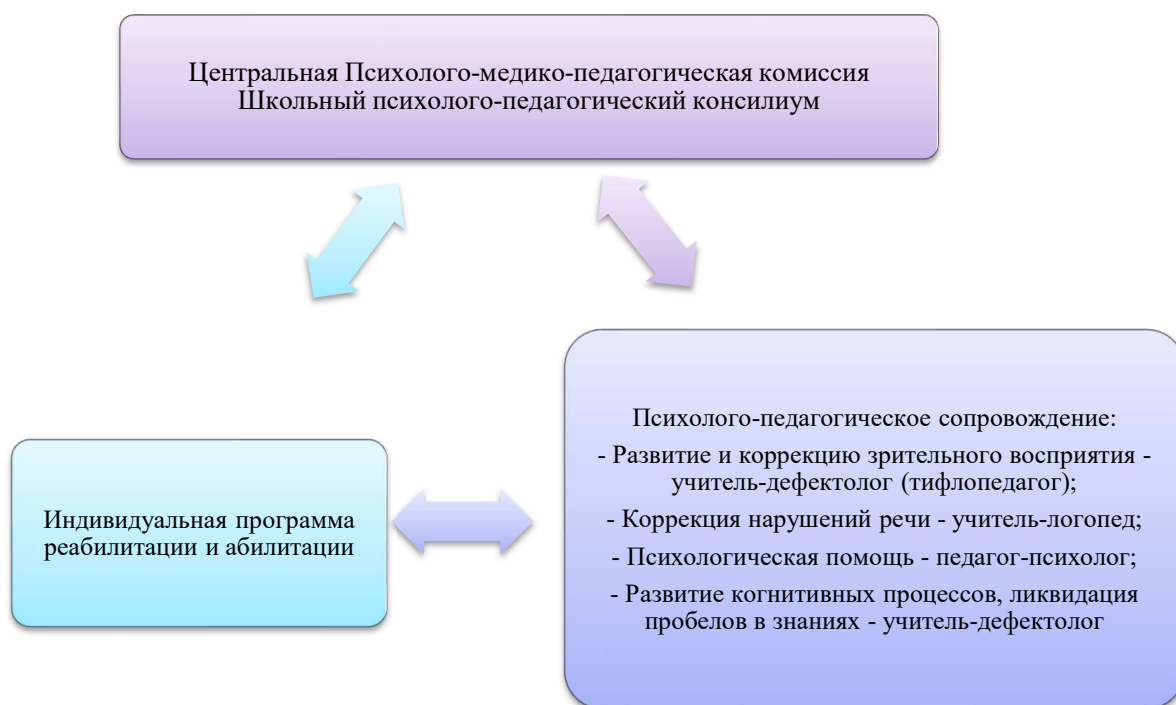 Центральная Психолого-медико-педагогическая комиссия
Школьный психолого-педагогический консилиум
Индивидуальная программа
реабилитации и абилитации
Психолого-педагогическое сопровождение:
- Развитие и коррекцию зрительного восприятия -
учитель-дефектолог (тифлопедагог);
- Коррекция нарушений речи - учитель-логопед;
- Психологическая помощь - педагог-психолог;
- Развитие когнитивных процессов, ликвидация
пробелов в знаниях - учитель-дефектолог